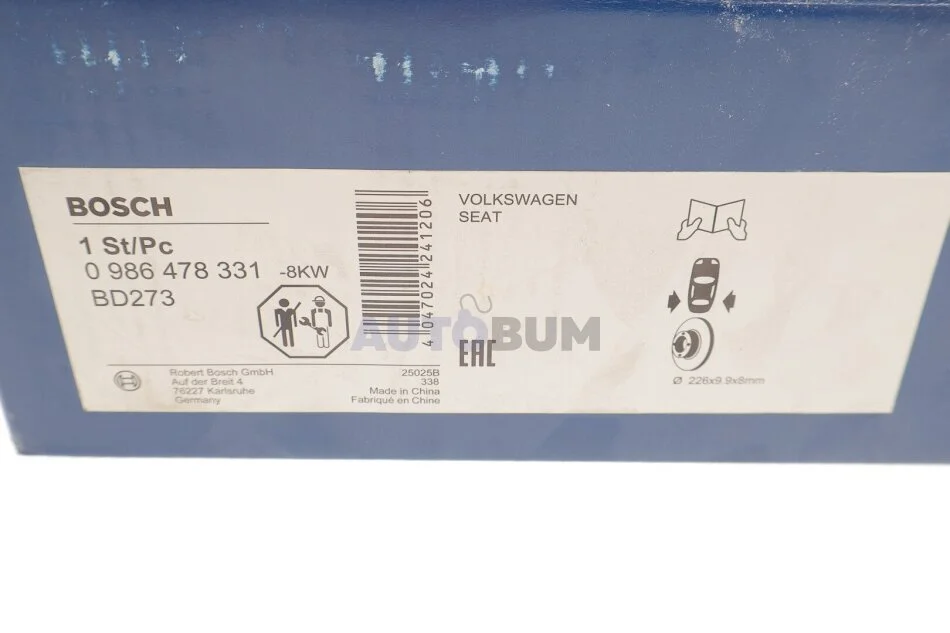 BOSCH
1 St/Pc
0 986 478 331 -8KW
BD273
4 047024 241206
VOLKSWAGEN
SEAT
AUTOBUM
EAC
Robert Bosch GmbH
Auf der Breit 4
76227 Karlsruhe
Germany
25025B
338
Made in China
Fabriqué en Chine
Ø 226x9.9x8mm